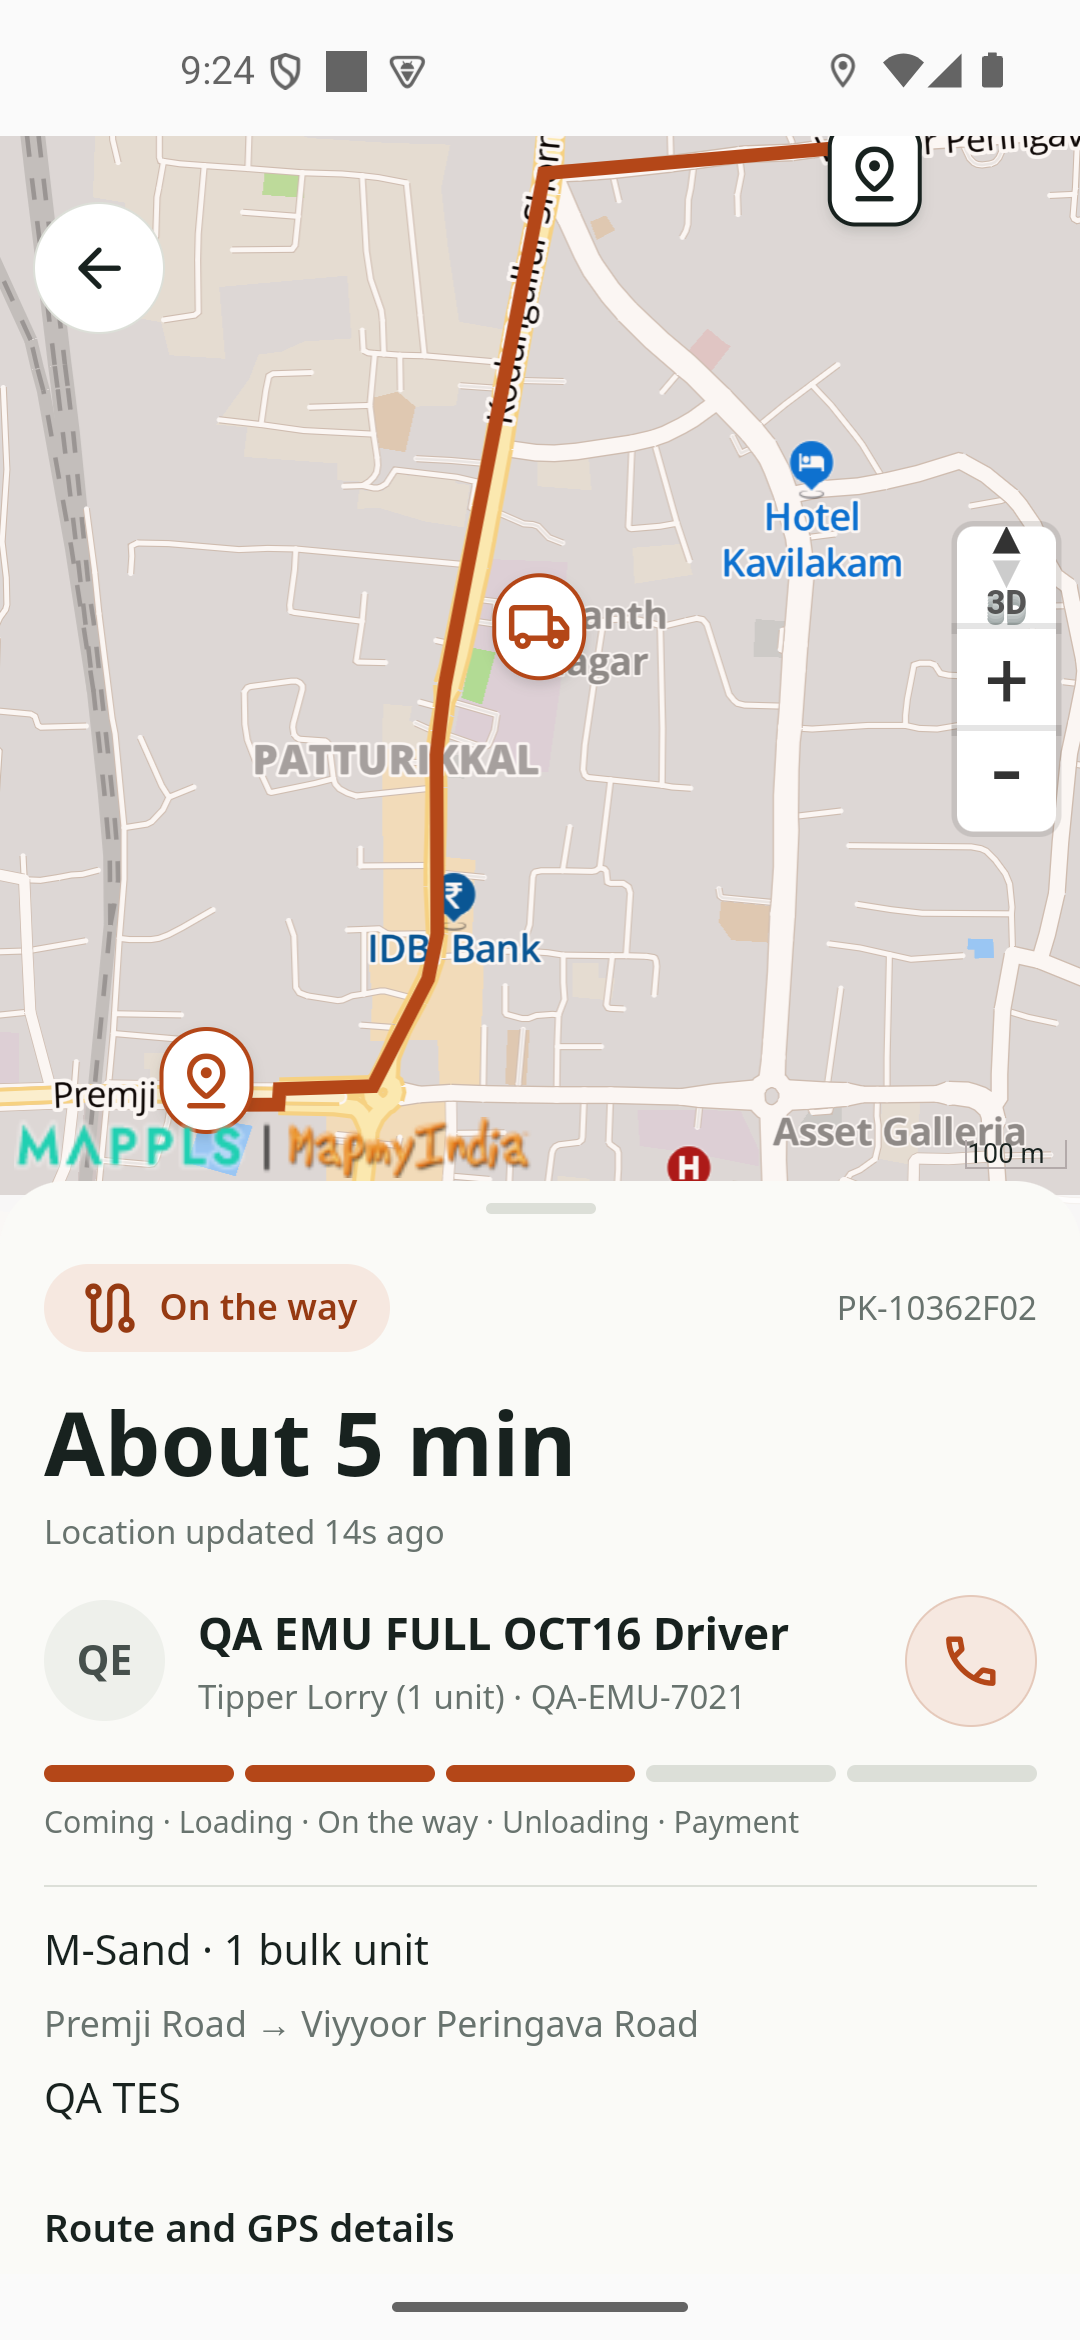 9:24
r Peringav
Hotel
Kavilakam
3D
+
-
anth
agar
PATTURIKKAL
₹
IDBI Bank
Premji
MAPPLS | MapmyIndia
Asset Galleria
100 m
H
On the way
PK-10362F02
About 5 min
Location updated 14s ago
QE
QA EMU FULL OCT16 Driver
Tipper Lorry (1 unit) · QA-EMU-7021
Coming · Loading · On the way · Unloading · Payment
M-Sand · 1 bulk unit
Premji Road → Viyyoor Peringava Road
QA TES
Route and GPS details